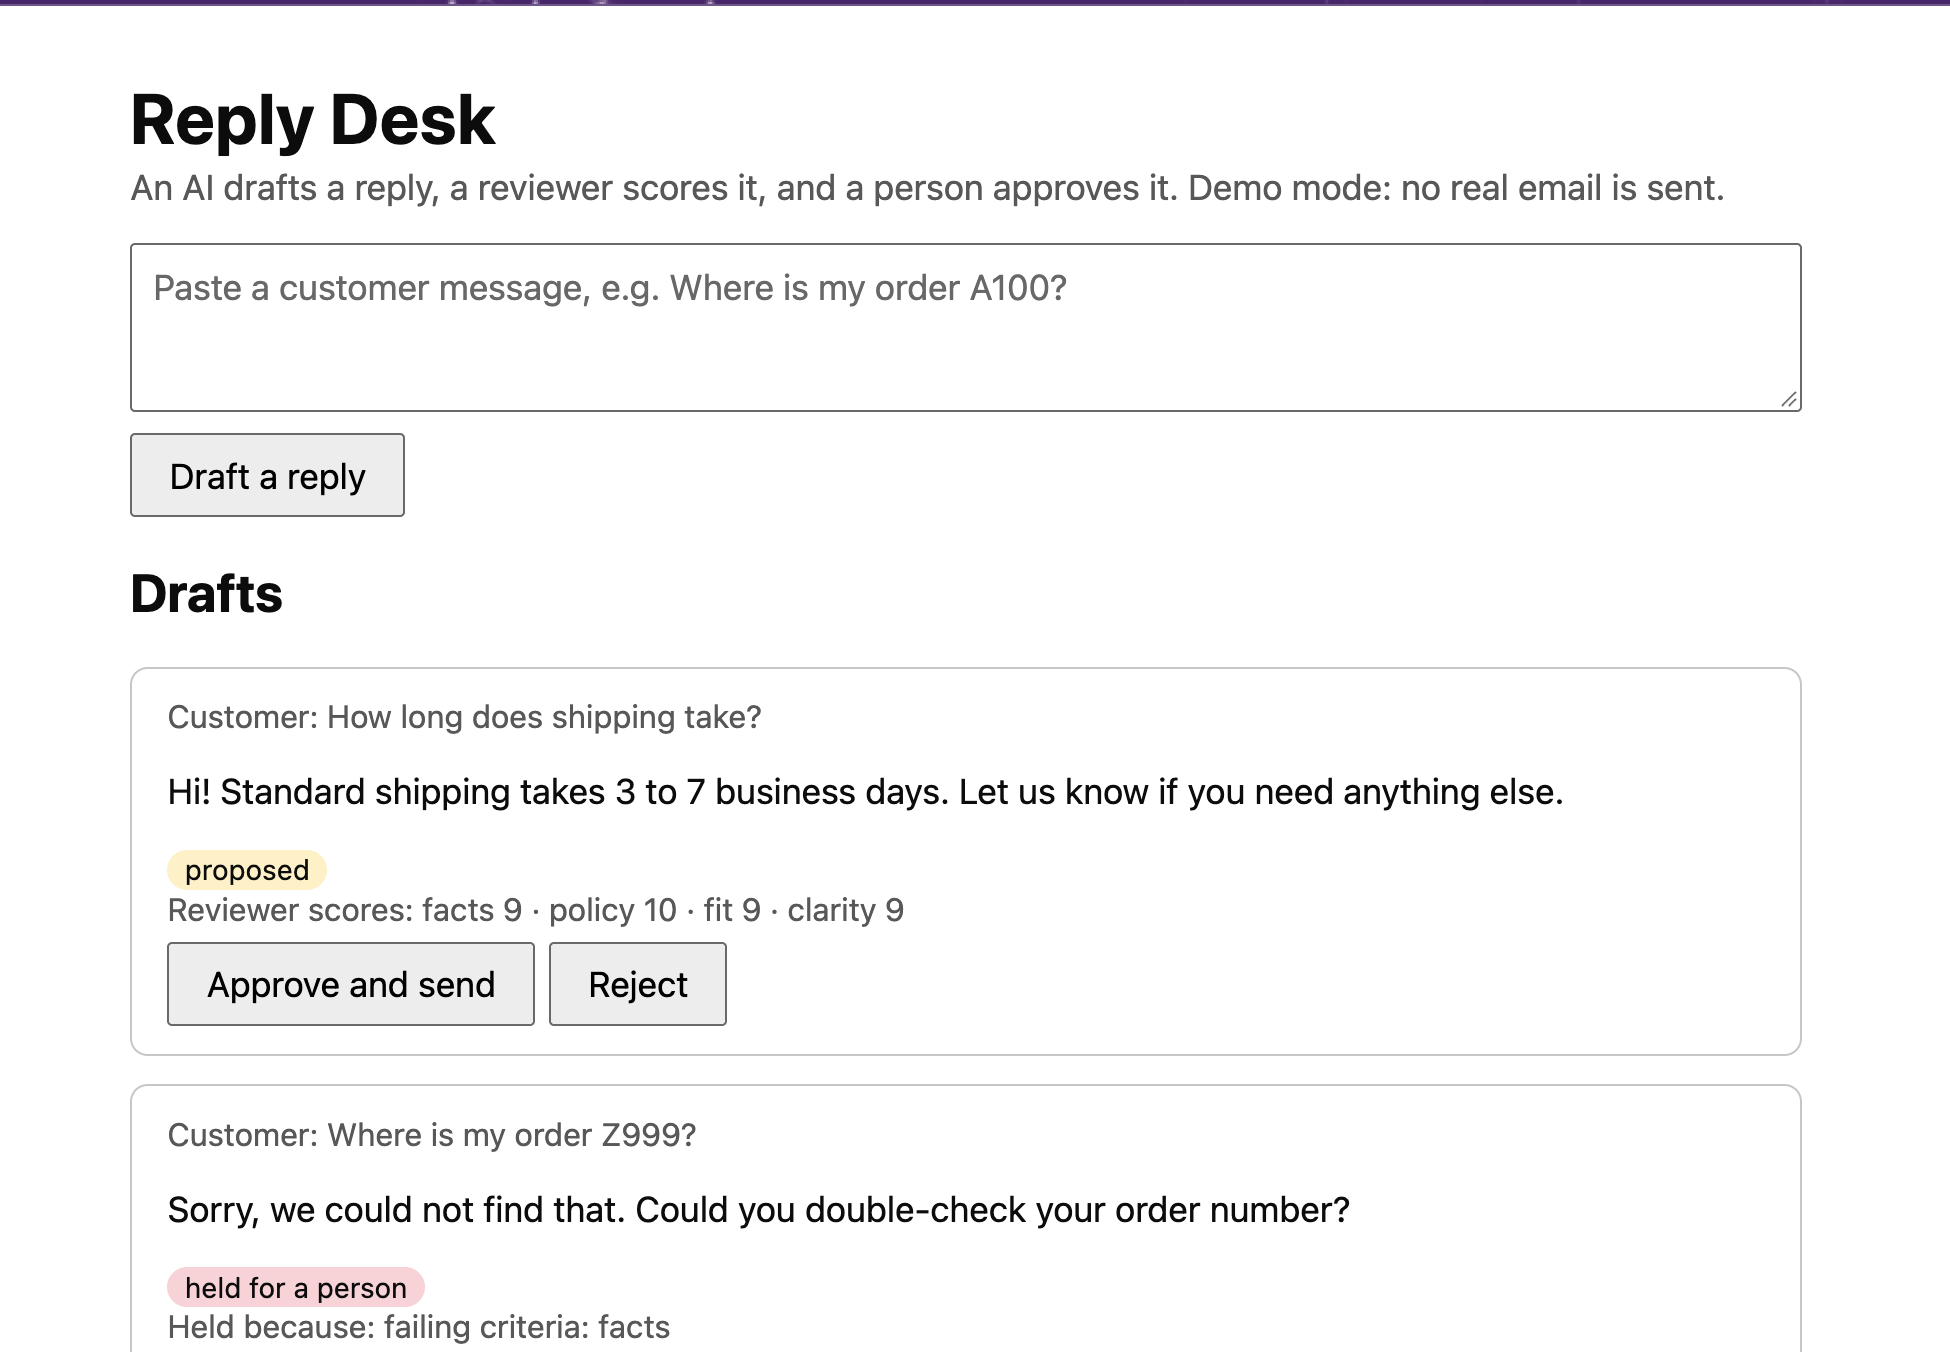 Reply Desk
An AI drafts a reply, a reviewer scores it, and a person approves it. Demo mode: no real email is sent.
Paste a customer message, e.g. Where is my order A100?
Draft a reply
Drafts
Customer: How long does shipping take?
Hi! Standard shipping takes 3 to 7 business days. Let us know if you need anything else.
proposed
Reviewer scores: facts 9 · policy 10 · fit 9 · clarity 9
Approve and send
Reject
Customer: Where is my order Z999?
Sorry, we could not find that. Could you double-check your order number?
held for a person
Held because: failing criteria: facts